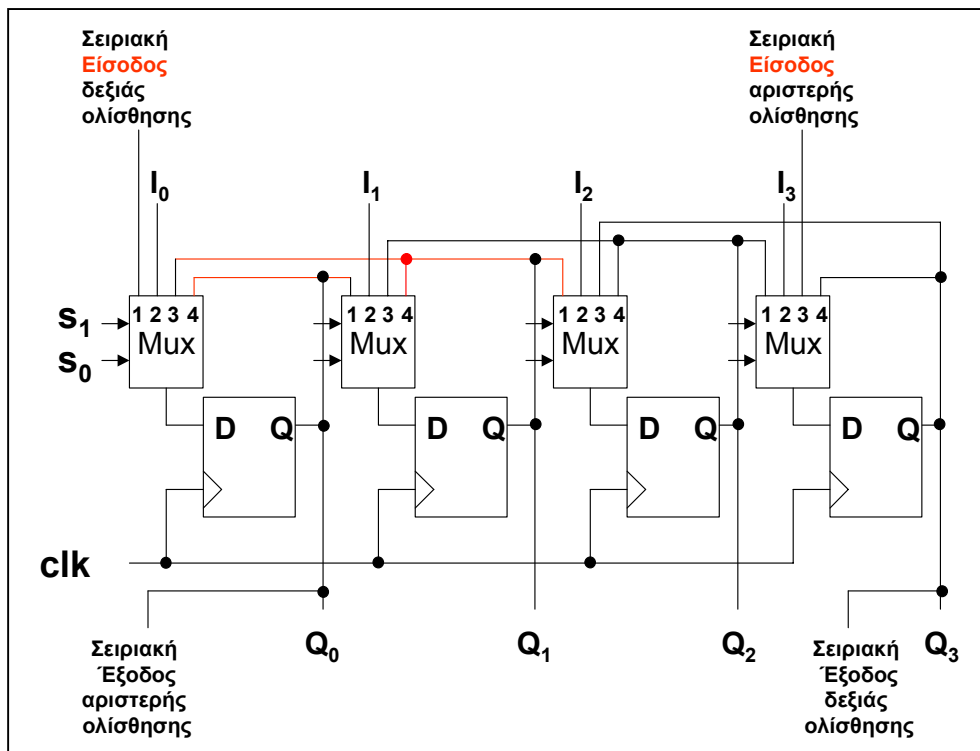 Σειριακή
Είσοδος
δεξιάς
ολίσθησης
Σειριακή
Είσοδος
αριστερής
ολίσθησης
I0
I1
I2
I3
1 2 3 4
1 2 3 4
1 2 3 4
1 2 3 4
s1
s0
Mux
Mux
Mux
Mux
D Q
D Q
D Q
D Q
clk
Σειριακή
Έξοδος
αριστερής
ολίσθησης
Q0
Q1
Q2
Σειριακή
Έξοδος
δεξιάς
ολίσθησης
Q3